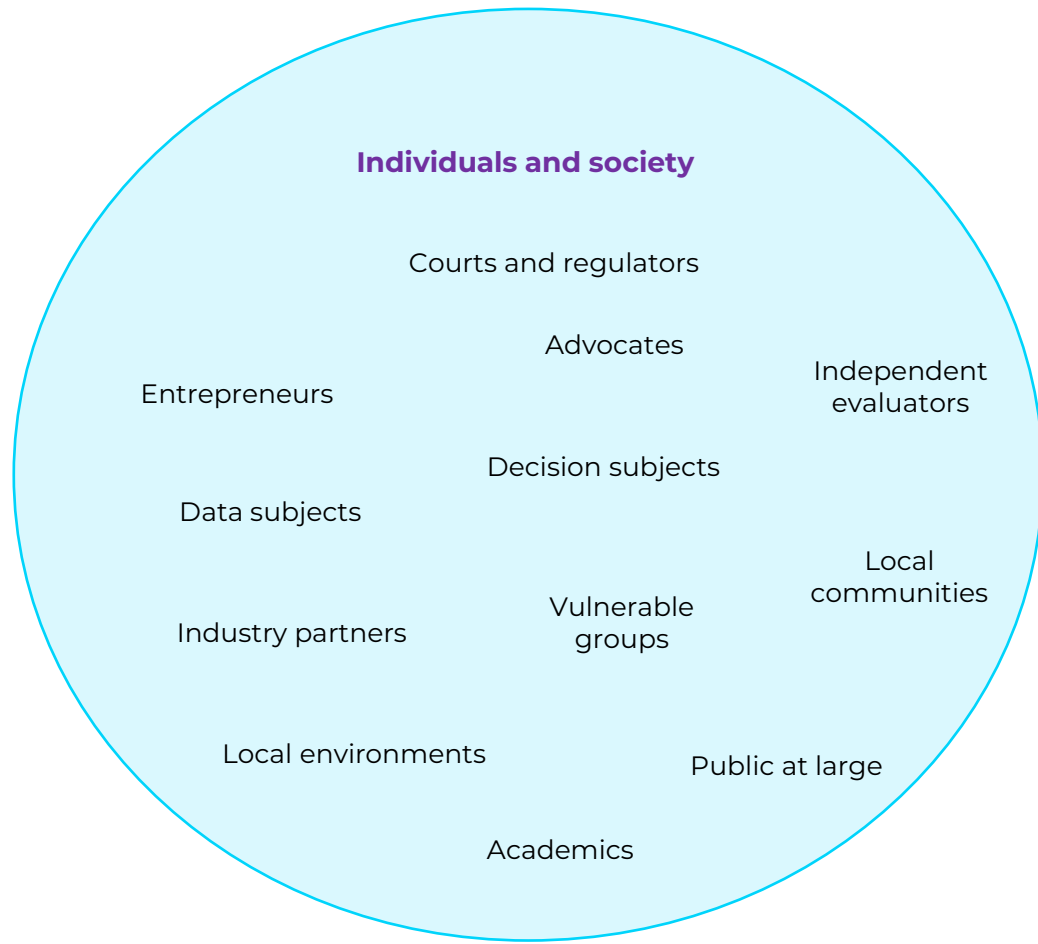 Individuals and society
Courts and regulators
Advocates
Independent
evaluators
Entrepreneurs
Decision subjects
Data subjects
Local
communities
Vulnerable
groups
Industry partners
Local environments
Public at large
Academics